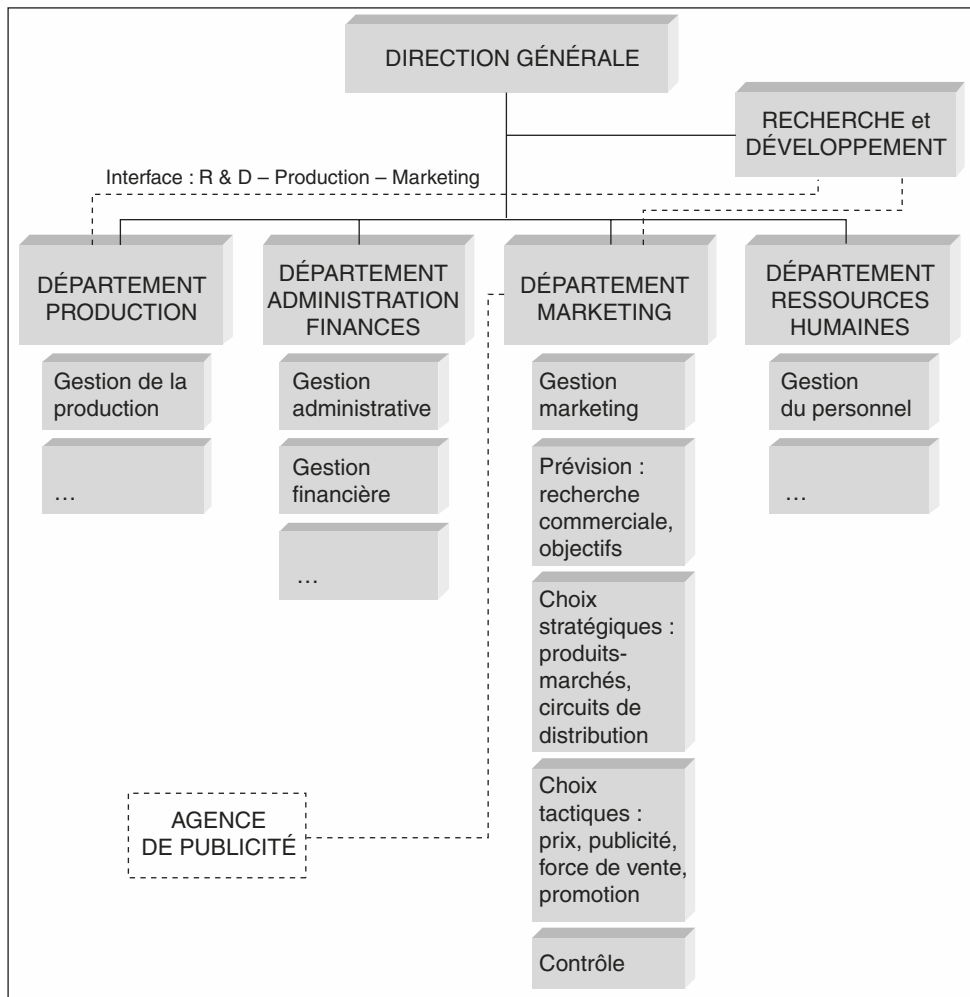 DIRECTION GÉNÉRALE
RECHERCHE et
DÉVELOPPEMENT
Interface : R & D – Production – Marketing
DÉPARTEMENT
PRODUCTION
Gestion de la
production
…
DÉPARTEMENT
ADMINISTRATION
FINANCES
Gestion
administrative
Gestion
financière
…
DÉPARTEMENT
MARKETING
Gestion
marketing
Prévision :
recherche
commerciale,
objectifs
Choix
stratégiques :
produits-
marchés,
circuits de
distribution
Choix
tactiques :
prix, publicité,
force de vente,
promotion
Contrôle
DÉPARTEMENT
RESSOURCES
HUMAINES
Gestion
du personnel
…
AGENCE
DE PUBLICITÉ